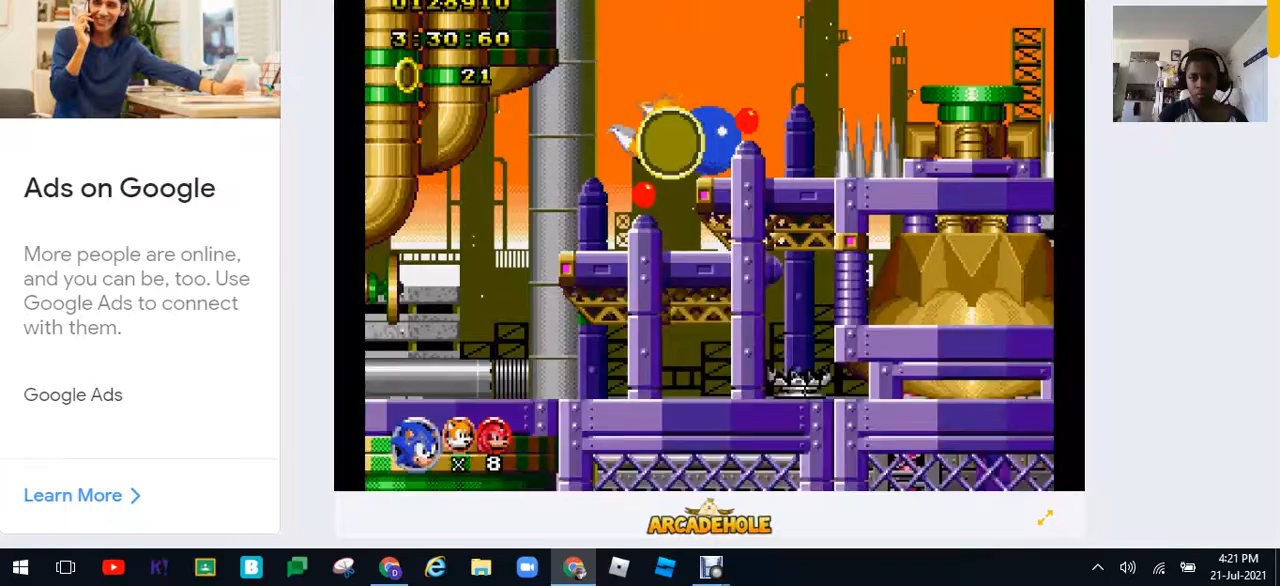 0128910
3:30:60
21
Ads on Google
More people are online,
and you can be, too. Use
Google Ads to connect
with them.
Google Ads
Learn More
X 8
ARCADEHOLE
4:21 PM
21-Jul-2021